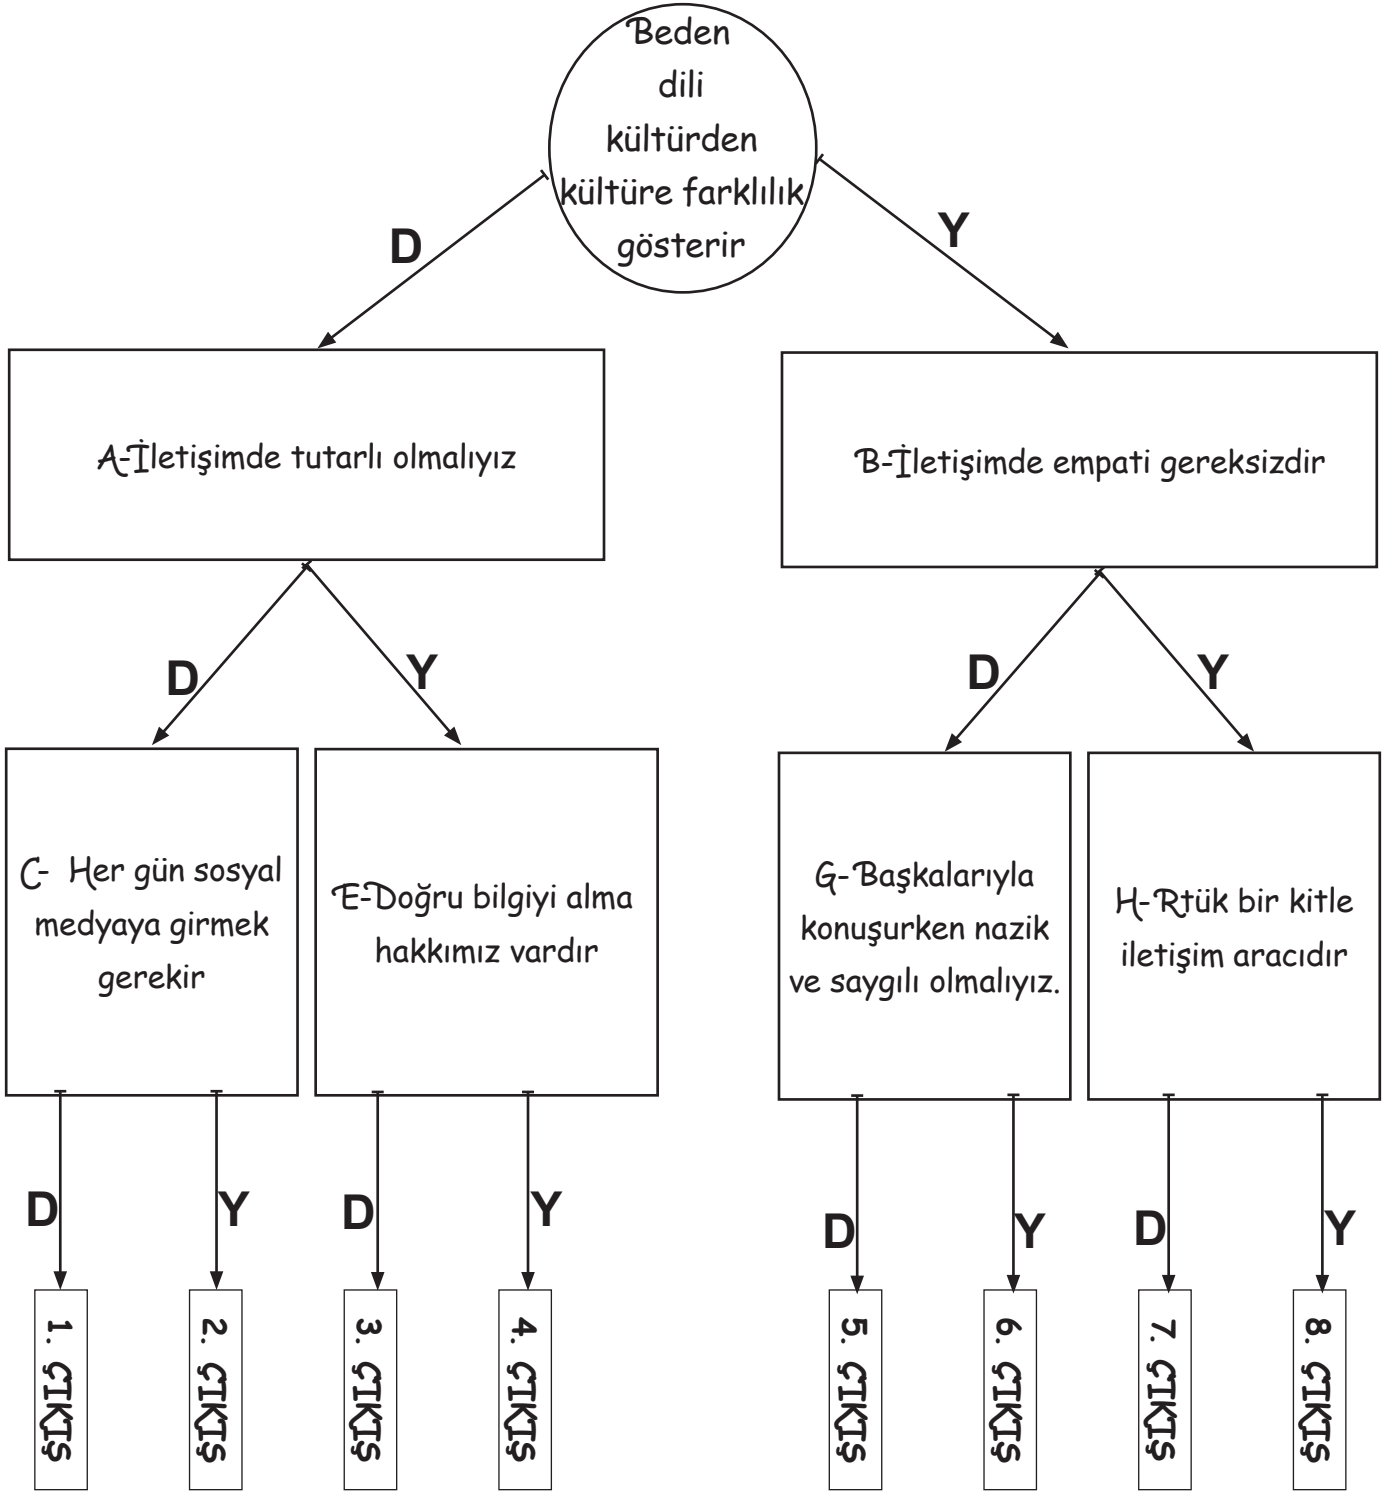 Beden
dili
kültürden
kültüre farklılık
gösterir
D
Y
A-İletişimde tutarlı olmalıyız
B-İletişimde empati gereksizdir
D
Y
D
Y
C- Her gün sosyal
medyaya girmek
gerekir
E-Doğru bilgiyi alma
hakkımız vardır
G-Başkalarıyla
konuşurken nazik
ve saygılı olmalıyız.
H-Rtük bir kitle
iletişim aracıdır
D
Y
D
Y
D
Y
D
Y
1. ÇIKIŞ
2. ÇIKIŞ
3. ÇIKIŞ
4. ÇIKIŞ
5. ÇIKIŞ
6. ÇIKIŞ
7. ÇIKIŞ
8. ÇIKIŞ